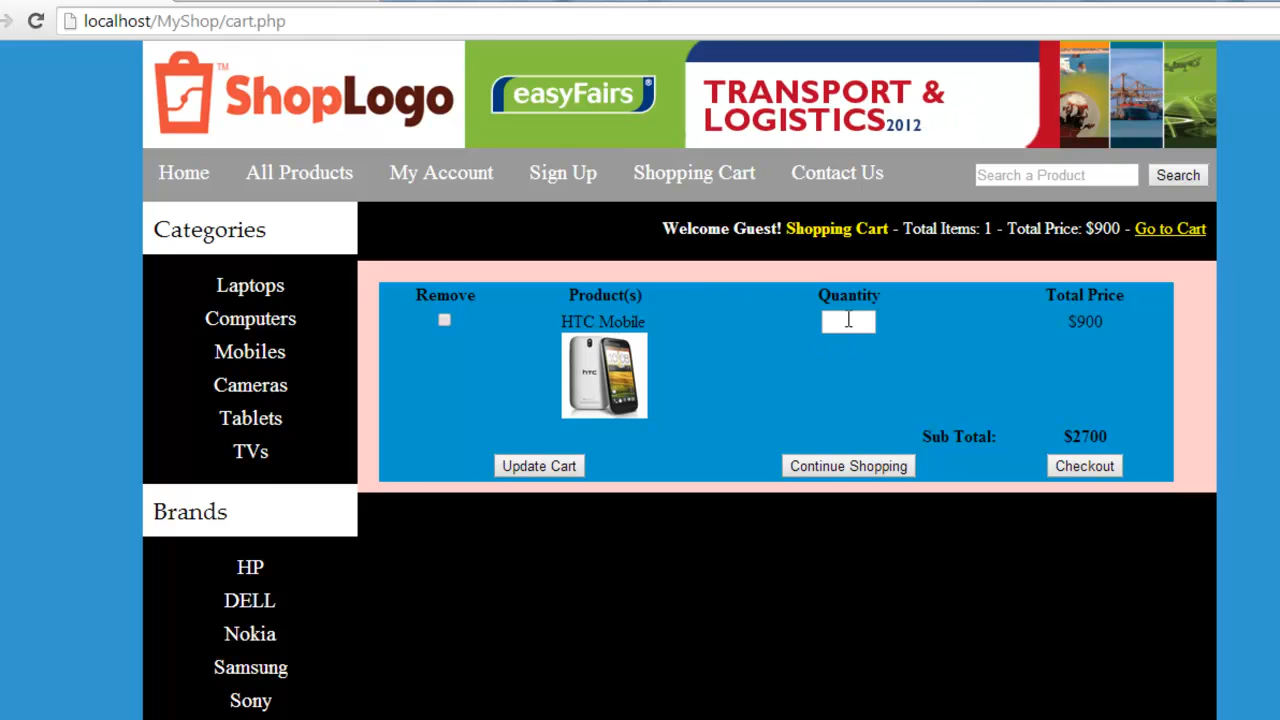 localhost/MyShop/cart.php
ShopLogo™
easyFairs®
TRANSPORT &
LOGISTICS2012
Home All Products My Account Sign Up Shopping Cart Contact Us Search a Product Search
Categories
Welcome Guest! Shopping Cart - Total Items: 1 - Total Price: $900 - Go to Cart
Laptops
Computers
Mobiles
Cameras
Tablets
TVs
Remove Product(s) Quantity Total Price
HTC Mobile $900
hTC
Sub Total: $2700
Update Cart Continue Shopping Checkout
Brands
HP
DELL
Nokia
Samsung
Sony